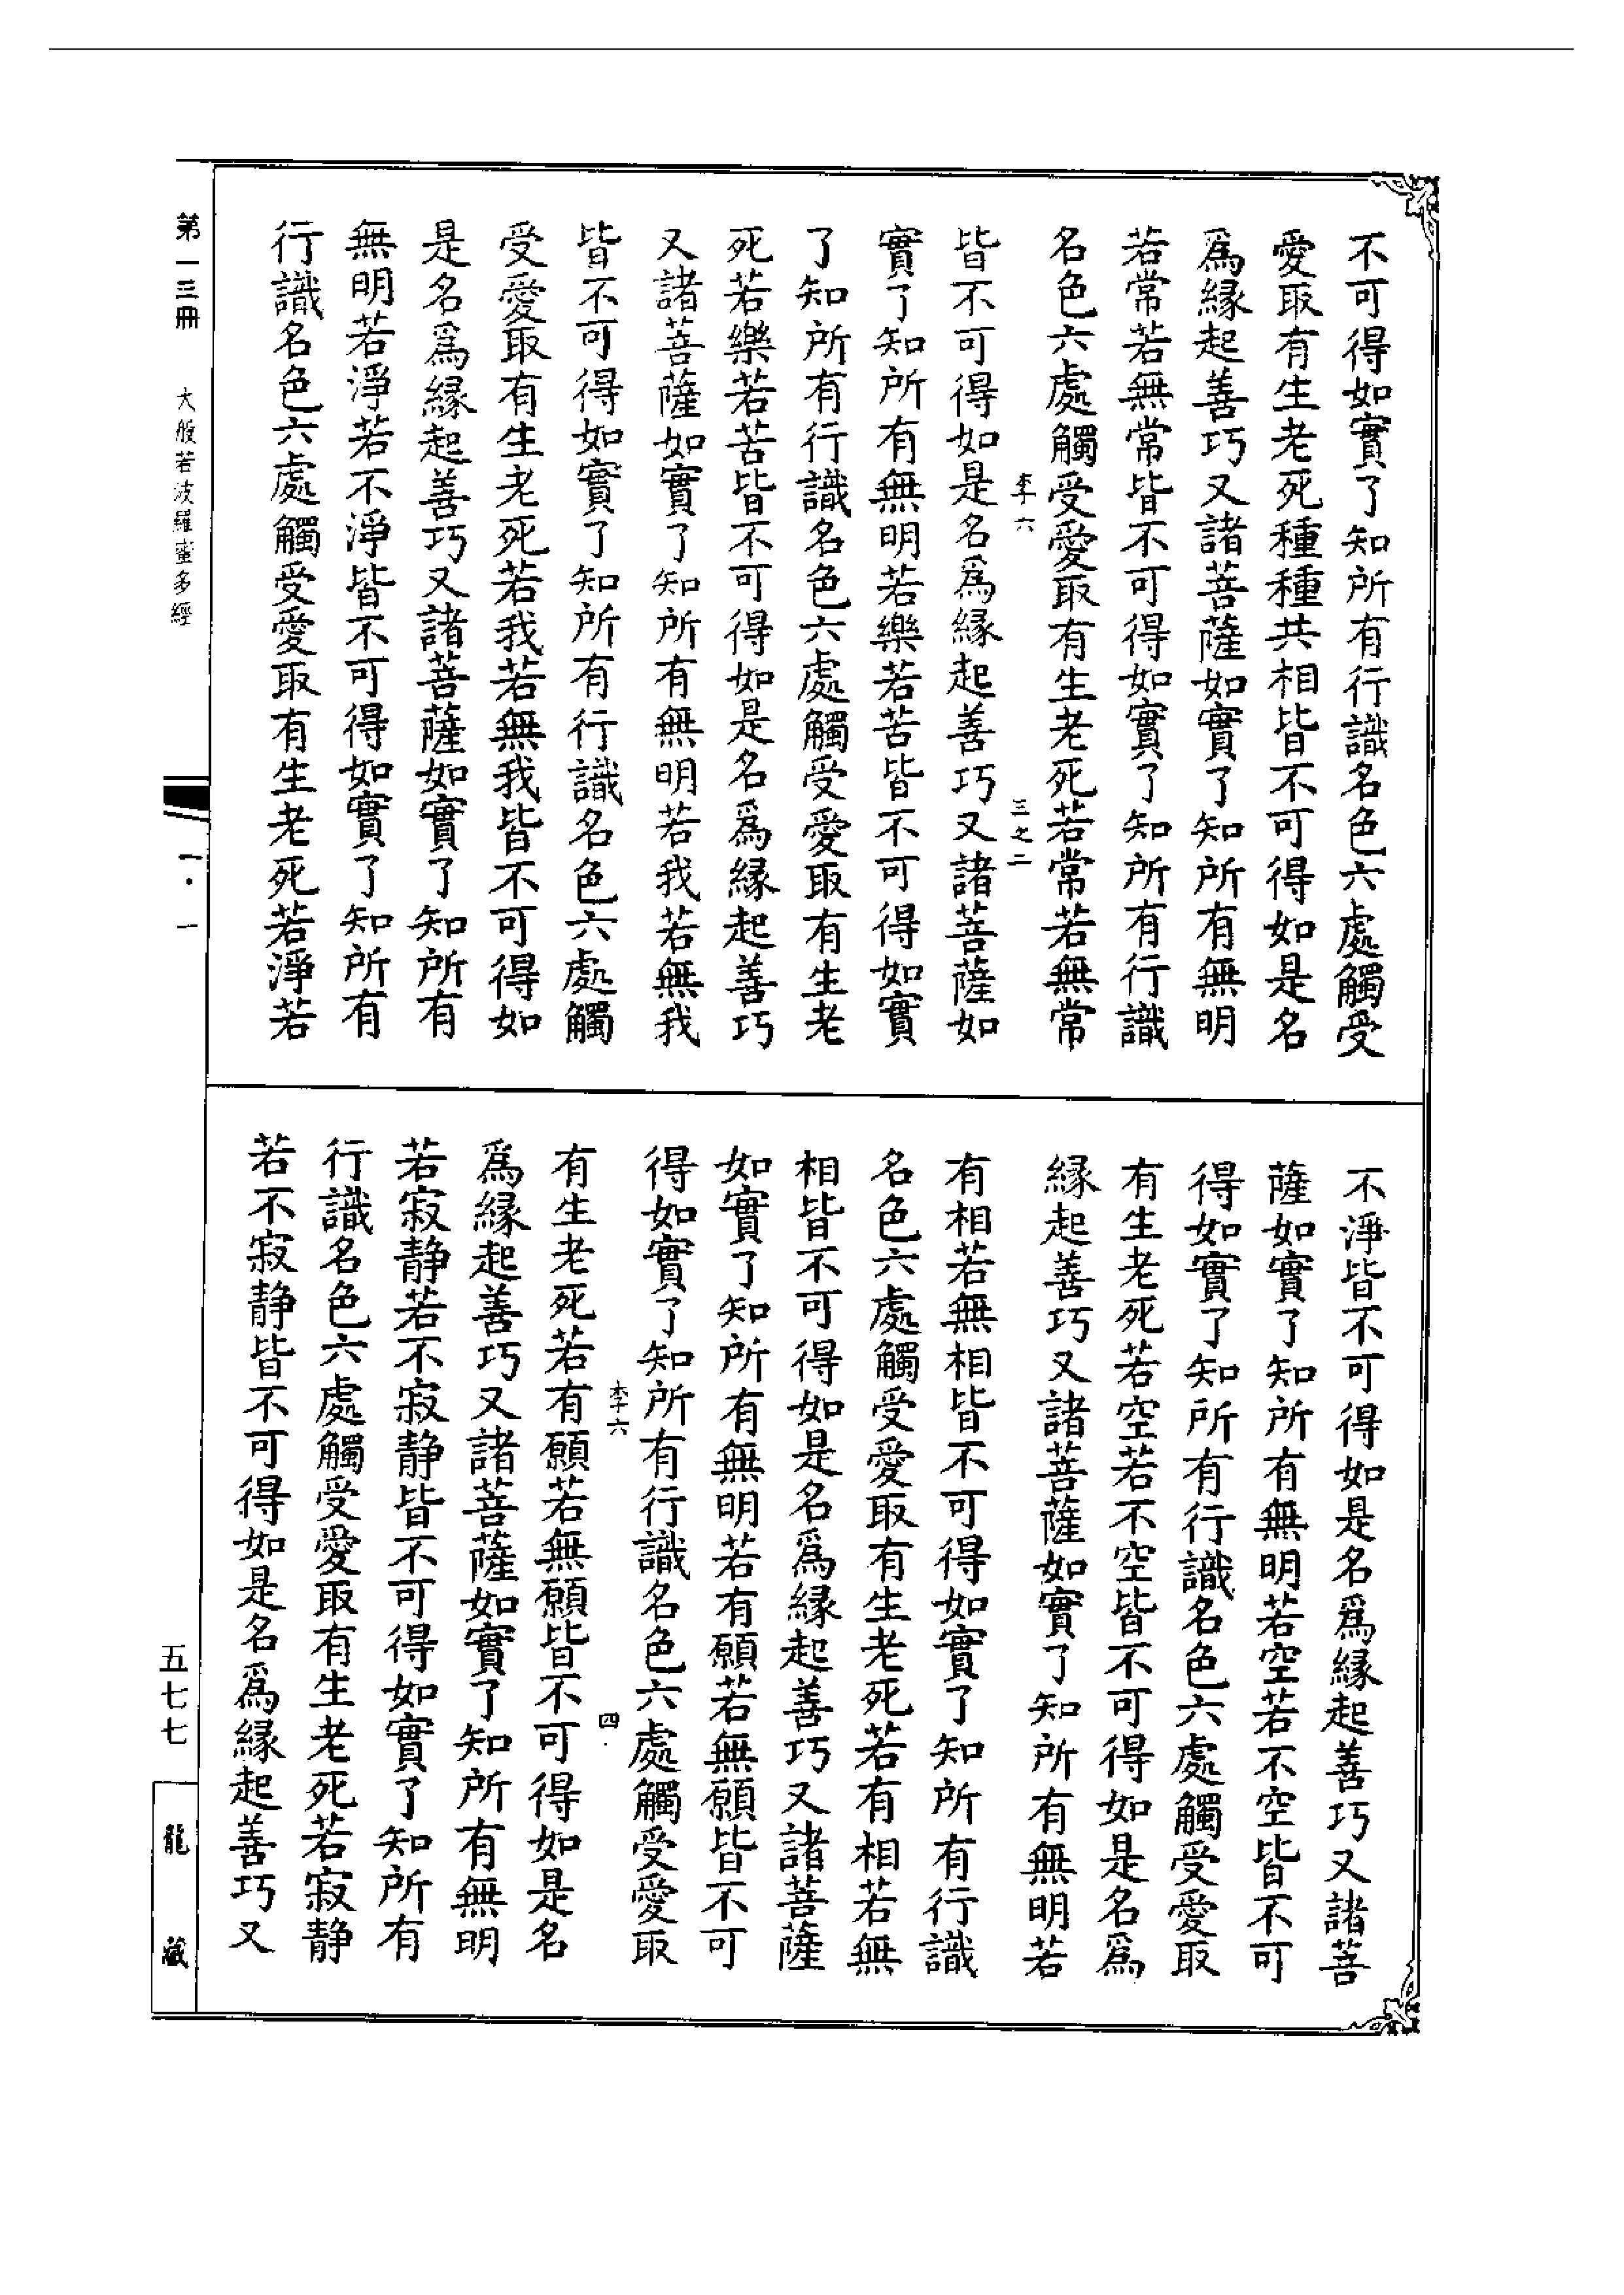 不可得如實了知所有行識名色六處觸受
愛取有生老死種種共相皆不可得如是名
爲緣起善巧又諸菩薩如實了知所有無明
若常若無常皆不可得如實了知所有行識
名色六處觸受愛取有生老死若常若無常
李六
三之二
皆不可得如是名爲緣起善巧又諸菩薩如
實了知所有無明若樂若苦皆不可得如實
了知所有行識名色六處觸受愛取有生老
死若樂若苦皆不可得如是名爲緣起善巧
又諸菩薩如實了知所有無明若我若無我
皆不可得如實了知所有行識名色六處觸
受愛取有生老死若我若無我皆不可得如
是名爲緣起善巧又諸菩薩如實了知所有
無明若淨若不淨皆不可得如實了知所有
行識名色六處觸受愛取有生老死若淨若
不淨皆不可得如是名爲緣起善巧又諸菩
薩如實了知所有無明若空若不空皆不可
得如實了知所有行識名色六處觸受愛取
有生老死若空若不空皆不可得如是名爲
緣起善巧又諸菩薩如實了知所有無明若
有相若無相皆不可得如實了知所有行識
名色六處觸受愛取有生老死若有相若無
相皆不可得如是名爲緣起善巧又諸菩薩
如實了知所有無明若有願若無願皆不可
得如實了知所有行識名色六處觸受愛取
李六
四
有生老死若有願若無願皆不可得如是名
爲緣起善巧又諸菩薩如實了知所有無明
若寂靜若不寂靜皆不可得如實了知所有
行識名色六處觸受愛取有生老死若寂靜
若不寂靜皆不可得如是名爲緣起善巧又
第一三冊
大般若波羅蜜多經
一·一
五七七
龍藏